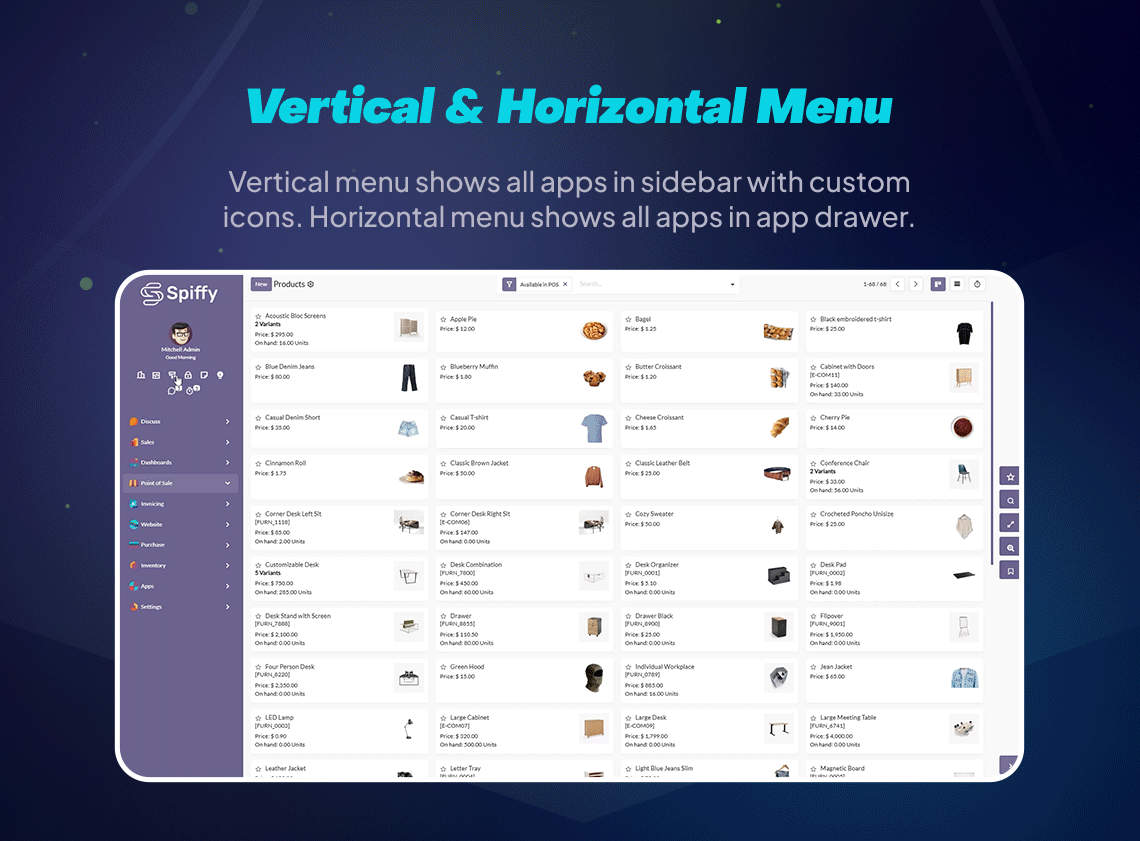 Vertical & Horizontal Menu
Vertical menu shows all apps in sidebar with custom
icons. Horizontal menu shows all apps in app drawer.
Spiffy
Mitchell Admin
Good Morning
Discuss
Sales
Dashboards
Point of Sale
Invoicing
Website
Purchase
Inventory
Apps
Settings
New Products
Available in POS × Search...
1-68 / 68
Acoustic Bloc Screens
2 Variants
Price: $ 295.00
On hand: 16.00 Units
Apple Pie
Price: $ 12.00
Bagel
Price: $ 1.25
Black embroidered t-shirt
Price: $ 25.00
Blue Denim Jeans
Price: $ 80.00
Blueberry Muffin
Price: $ 1.80
Butter Croissant
Price: $ 1.20
Cabinet with Doors
[E-COM11]
Price: $ 140.00
On hand: 33.00 Units
Casual Denim Short
Price: $ 35.00
Casual T-shirt
Price: $ 20.00
Cheese Croissant
Price: $ 1.65
Cherry Pie
Price: $ 14.00
Cinnamon Roll
Price: $ 1.75
Classic Brown Jacket
Price: $ 50.00
Classic Leather Belt
Price: $ 25.00
Conference Chair
2 Variants
Price: $ 33.00
On hand: 56.00 Units
Corner Desk Left Sit
[FURN_1118]
Price: $ 85.00
On hand: 2.00 Units
Corner Desk Right Sit
[E-COM06]
Price: $ 147.00
On hand: 0.00 Units
Cozy Sweater
Price: $ 50.00
Crocheted Poncho Unisize
Price: $ 25.00
Customizable Desk
5 Variants
Price: $ 750.00
On hand: 285.00 Units
Desk Combination
[FURN_7800]
Price: $ 450.00
On hand: 60.00 Units
Desk Organizer
[FURN_0001]
Price: $ 5.10
On hand: 0.00 Units
Desk Pad
[FURN_0002]
Price: $ 1.98
On hand: 0.00 Units
Desk Stand with Screen
[FURN_7888]
Price: $ 2,100.00
On hand: 0.00 Units
Drawer
[FURN_8855]
Price: $ 110.50
On hand: 80.00 Units
Drawer Black
[FURN_8900]
Price: $ 25.00
On hand: 0.00 Units
Flipover
[FURN_9001]
Price: $ 1,950.00
On hand: 0.00 Units
Four Person Desk
[FURN_8220]
Price: $ 2,350.00
On hand: 0.00 Units
Green Hood
Price: $ 15.00
Individual Workplace
[FURN_0789]
Price: $ 885.00
On hand: 16.00 Units
Jean Jacket
Price: $ 65.00
LED Lamp
[FURN_0003]
Price: $ 0.90
On hand: 0.00 Units
Large Cabinet
[E-COM07]
Price: $ 320.00
On hand: 500.00 Units
Large Desk
[E-COM09]
Price: $ 1,799.00
On hand: 0.00 Units
Large Meeting Table
[FURN_6741]
Price: $ 4,000.00
On hand: 0.00 Units
Leather Jacket
Letter Tray
Light Blue Jeans Slim
Magnetic Board